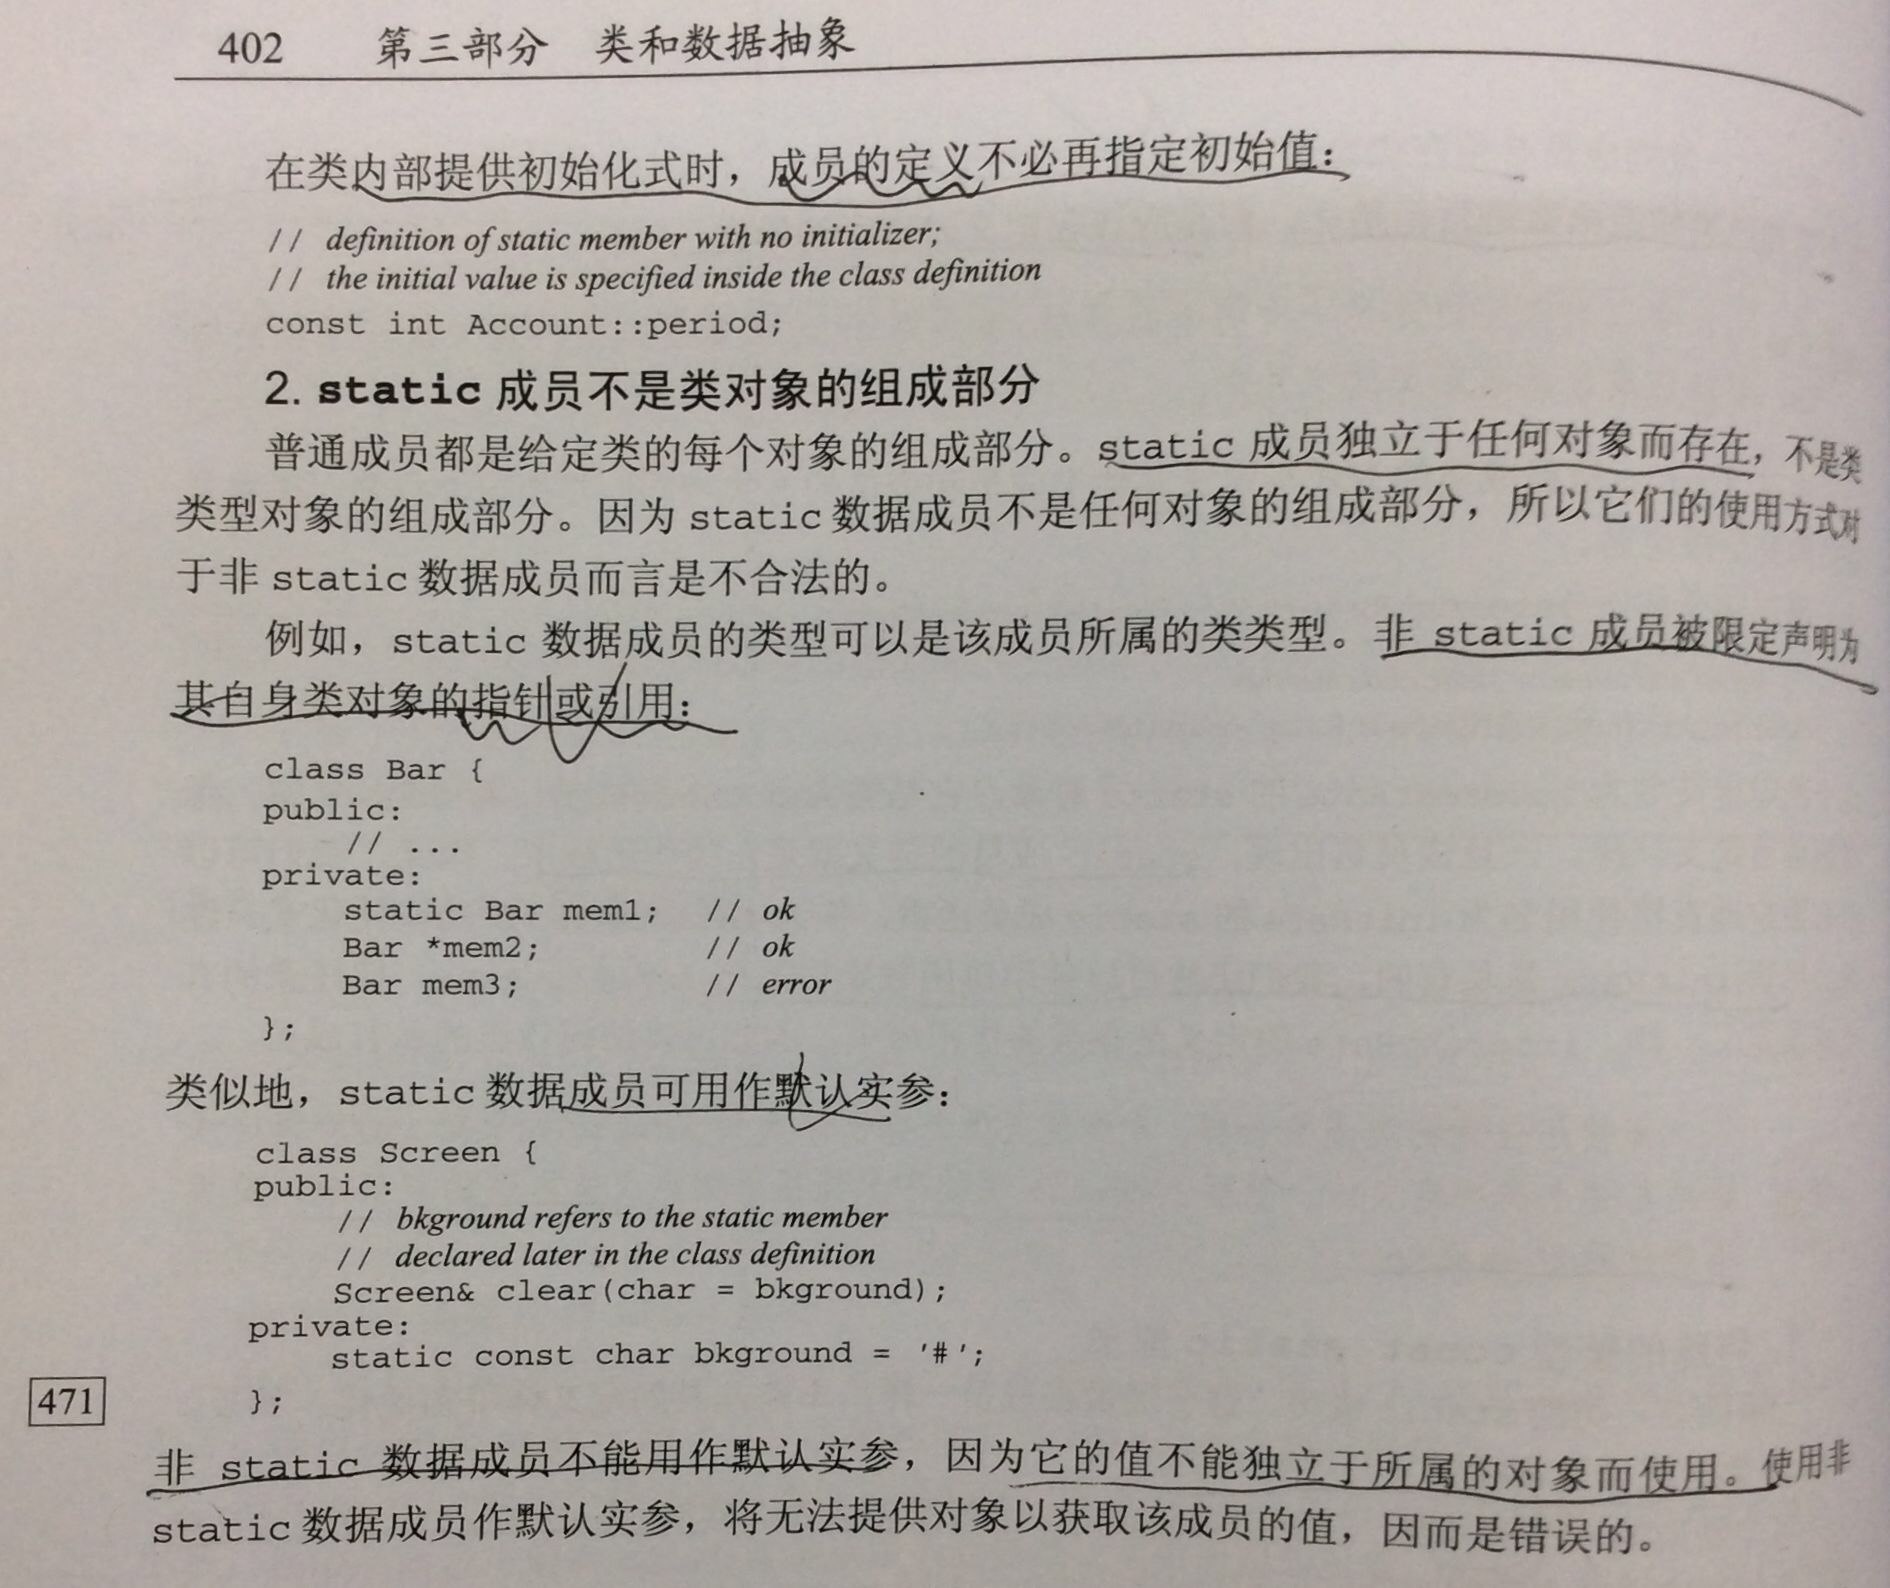 402 第三部分 类和数据抽象
在类内部提供初始化式时，成员的定义不必再指定初始值：
// definition of static member with no initializer;
// the initial value is specified inside the class definition
const int Account::period;
2. static 成员不是类对象的组成部分
普通成员都是给定类的每个对象的组成部分。static 成员独立于任何对象而存在，不是类
类型对象的组成部分。因为 static 数据成员不是任何对象的组成部分，所以它们的使用方式对
于非 static 数据成员而言是不合法的。
例如，static 数据成员的类型可以是该成员所属的类类型。非 static 成员被限定声明为
其自身类对象的指针或引用：
class Bar {
public:
// ...
private:
static Bar mem1; // ok
Bar *mem2; // ok
Bar mem3; // error
};
类似地，static 数据成员可用作默认实参：
class Screen {
public:
// bkground refers to the static member
// declared later in the class definition
Screen& clear(char = bkground);
private:
static const char bkground = '#';
};
471
非 static 数据成员不能用作默认实参，因为它的值不能独立于所属的对象而使用。使用非
static 数据成员作默认实参，将无法提供对象以获取该成员的值，因而是错误的。